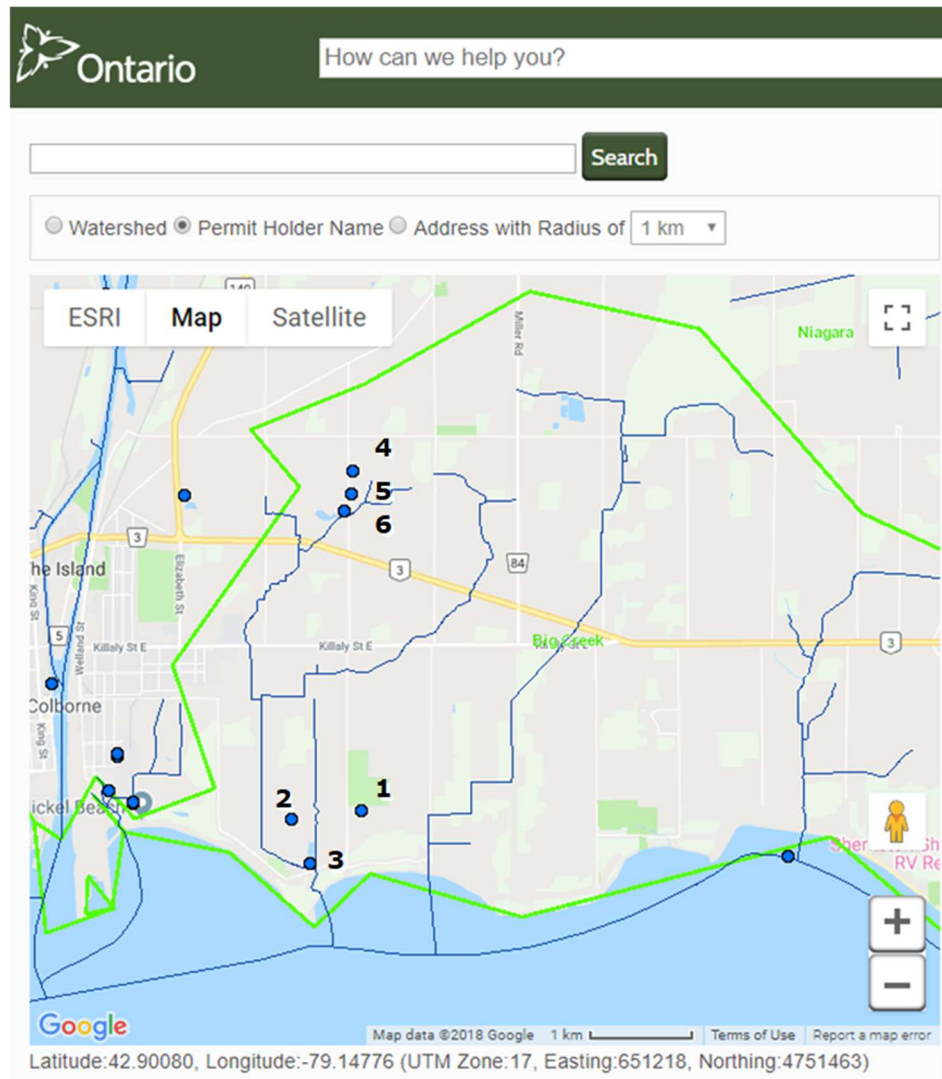 Ontario
How can we help you?
Search
Watershed Permit Holder Name Address with Radius of 1 km
140
ESRI Map Satellite
Miller Rd
Niagara
4
5
6
3
he Island
Elizabeth St
3
84
King St
5
Welland St
Killaly St E
Killaly St E
Big Creek
3
Colborne
King St
1
2
ickel Beach
3
RV Re
Google
Map data ©2018 Google 1 km Terms of Use Report a map error
Latitude:42.90080, Longitude:-79.14776 (UTM Zone:17, Easting:651218, Northing:4751463)